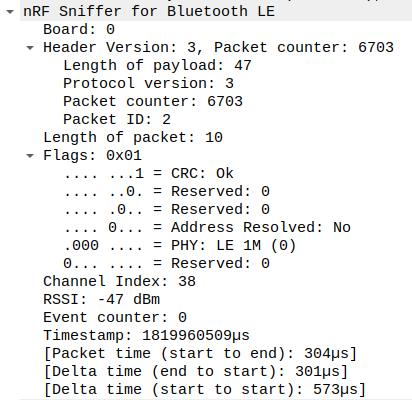 nRF Sniffer for Bluetooth LE
Board: 0
Header Version: 3, Packet counter: 6703
Length of payload: 47
Protocol version: 3
Packet counter: 6703
Packet ID: 2
Length of packet: 10
Flags: 0x01
.... ...1 = CRC: Ok
.... ..0. = Reserved: 0
.... .0.. = Reserved: 0
.... 0... = Address Resolved: No
.000 .... = PHY: LE 1M (0)
0... .... = Reserved: 0
Channel Index: 38
RSSI: -47 dBm
Event counter: 0
Timestamp: 1819960509µs
[Packet time (start to end): 304µs]
[Delta time (end to start): 301µs]
[Delta time (start to start): 573µs]